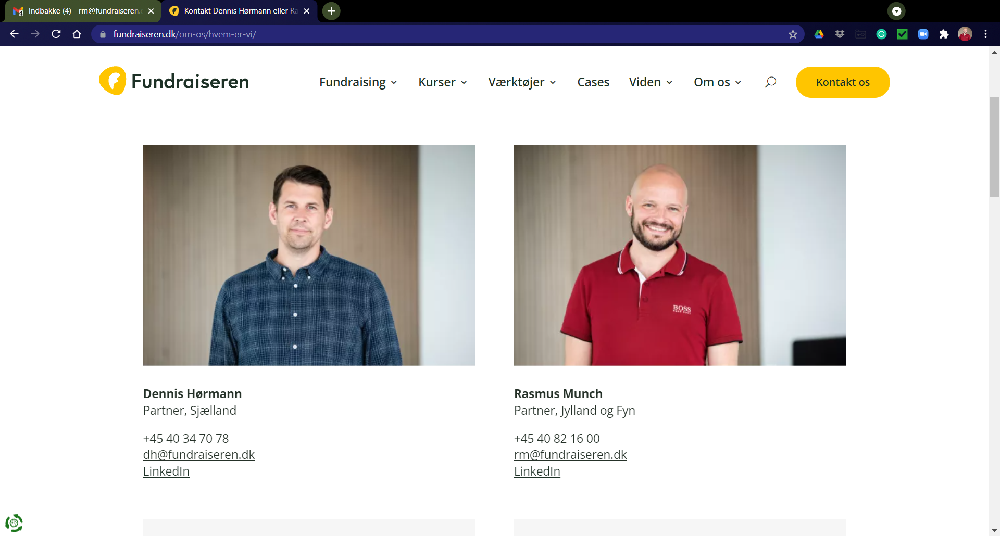 Indbakke (4) - rm@fundraiseren.
Kontakt Dennis Hørmann eller Ra
fundraiseren.dk/om-os/hvem-er-vi/
Fundraiseren
Fundraising
Kurser
Værktøjer
Cases
Viden
Om os
Kontakt os
BOSS
Dennis Hørmann
Partner, Sjælland
+45 40 34 70 78
dh@fundraiseren.dk
LinkedIn
Rasmus Munch
Partner, Jylland og Fyn
+45 40 82 16 00
rm@fundraiseren.dk
LinkedIn